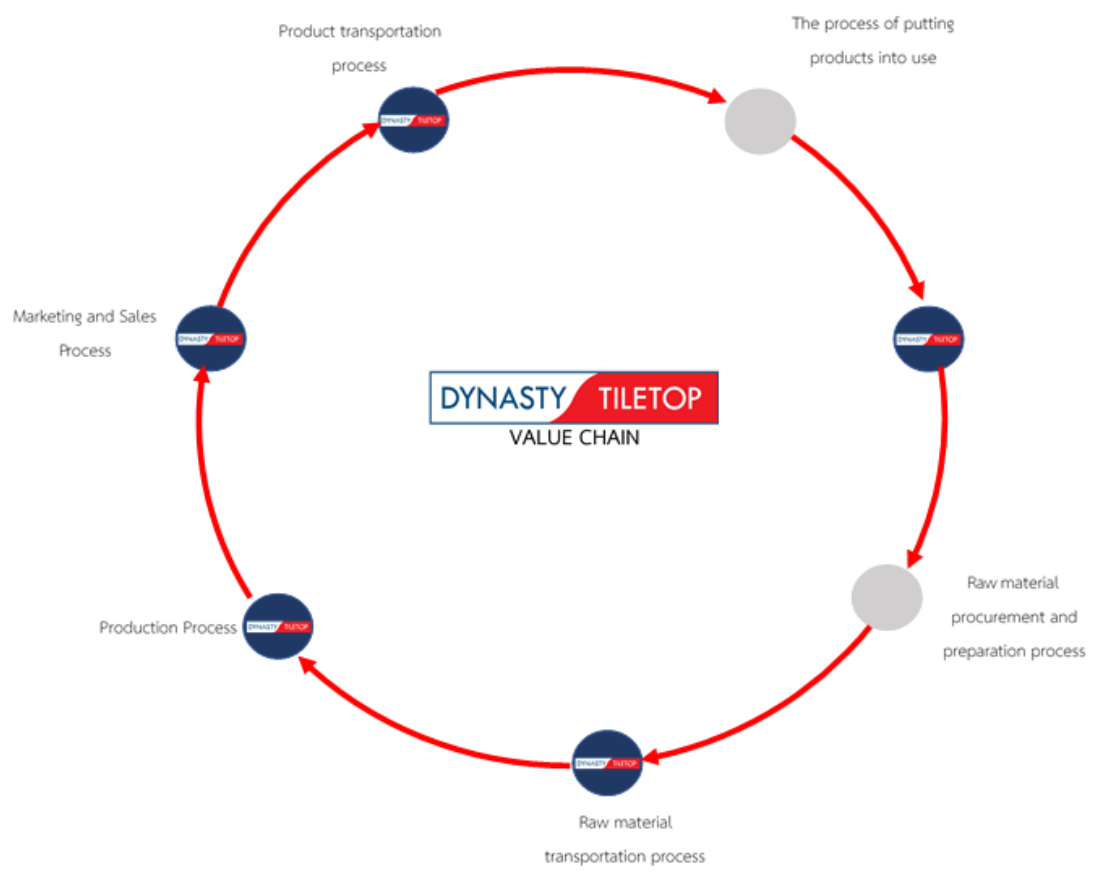 Product transportation
process
The process of putting
products into use
DYNASTY TILETOP
DYNASTY TILETOP
Marketing and Sales
Process
DYNASTY TILETOP
DYNASTY TILETOP
VALUE CHAIN
Raw material
procurement and
preparation process
Production Process
DYNASTY TILETOP
DYNASTY TILETOP
Raw material
transportation process